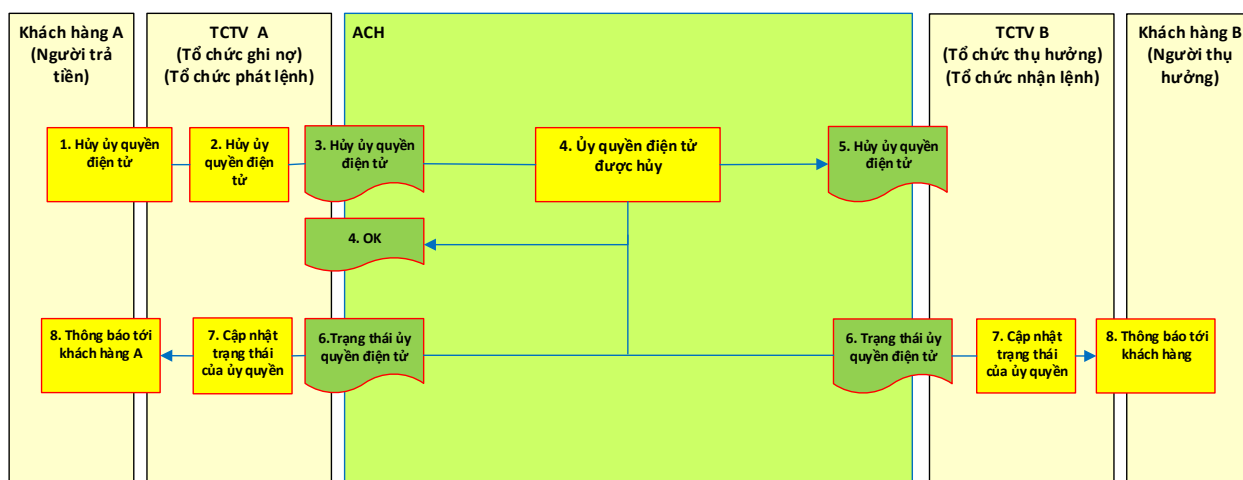 Khách hàng A
(Người trả
tiền)
TCTV A
(Tổ chức ghi nợ)
(Tổ chức phát lệnh)
ACH
TCTV B
(Tổ chức thụ hưởng)
(Tổ chức nhận lệnh)
Khách hàng B
(Người thụ
hưởng)
1. Hủy ủy quyền
điện tử
2. Hủy ủy
quyền điện
tử
3. Hủy ủy quyền
điện tử
4. Ủy quyền điện tử
được hủy
5. Hủy ủy quyền
điện tử
4. OK
8. Thông báo tới
khách hàng A
7. Cập nhật
trạng thái
của ủy quyền
6.Trạng thái ủy
quyền điện tử
6. Trạng thái ủy
quyền điện tử
7. Cập nhật
trạng thái
của ủy quyền
8. Thông báo tới
khách hàng